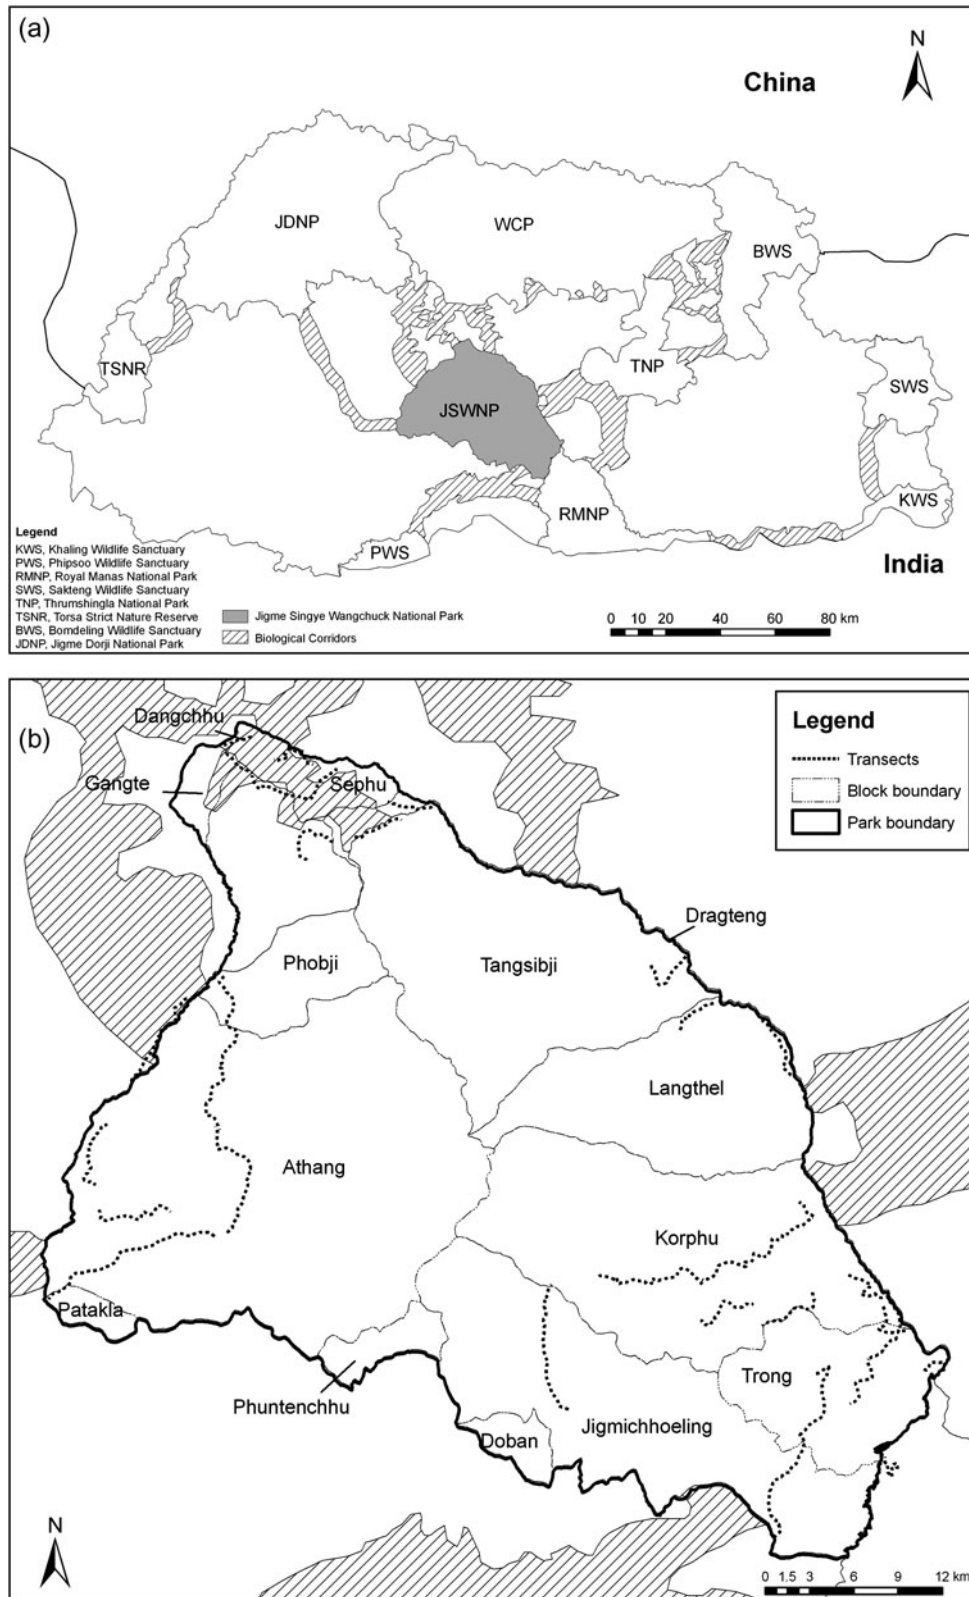 (a)
N
China
JDNP
WCP
BWS
TSNR
TNP
SWS
JSWNP
KWS
RMNP
PWS
India
Legend
KWS, Khaling Wildlife Sanctuary
PWS, Phipsoo Wildlife Sanctuary
RMNP, Royal Manas National Park
SWS, Sakteng Wildlife Sanctuary
TNP, Thrumshingla National Park
TSNR, Torsa Strict Nature Reserve
BWS, Bomdeling Wildlife Sanctuary
JDNP, Jigme Dorji National Park
Jigme Singye Wangchuck National Park
Biological Corridors
0 10 20 40 60 80 km
(b)
Legend
Transects
Block boundary
Park boundary
Dangchhu
Gangte
Sephu
Dragteng
Phobji
Tangsibji
Langthel
Athang
Korphu
Patakla
Trong
Phuntenchhu
Doban
Jigmichhoeling
N
0 1.5 3 6 9 12 km